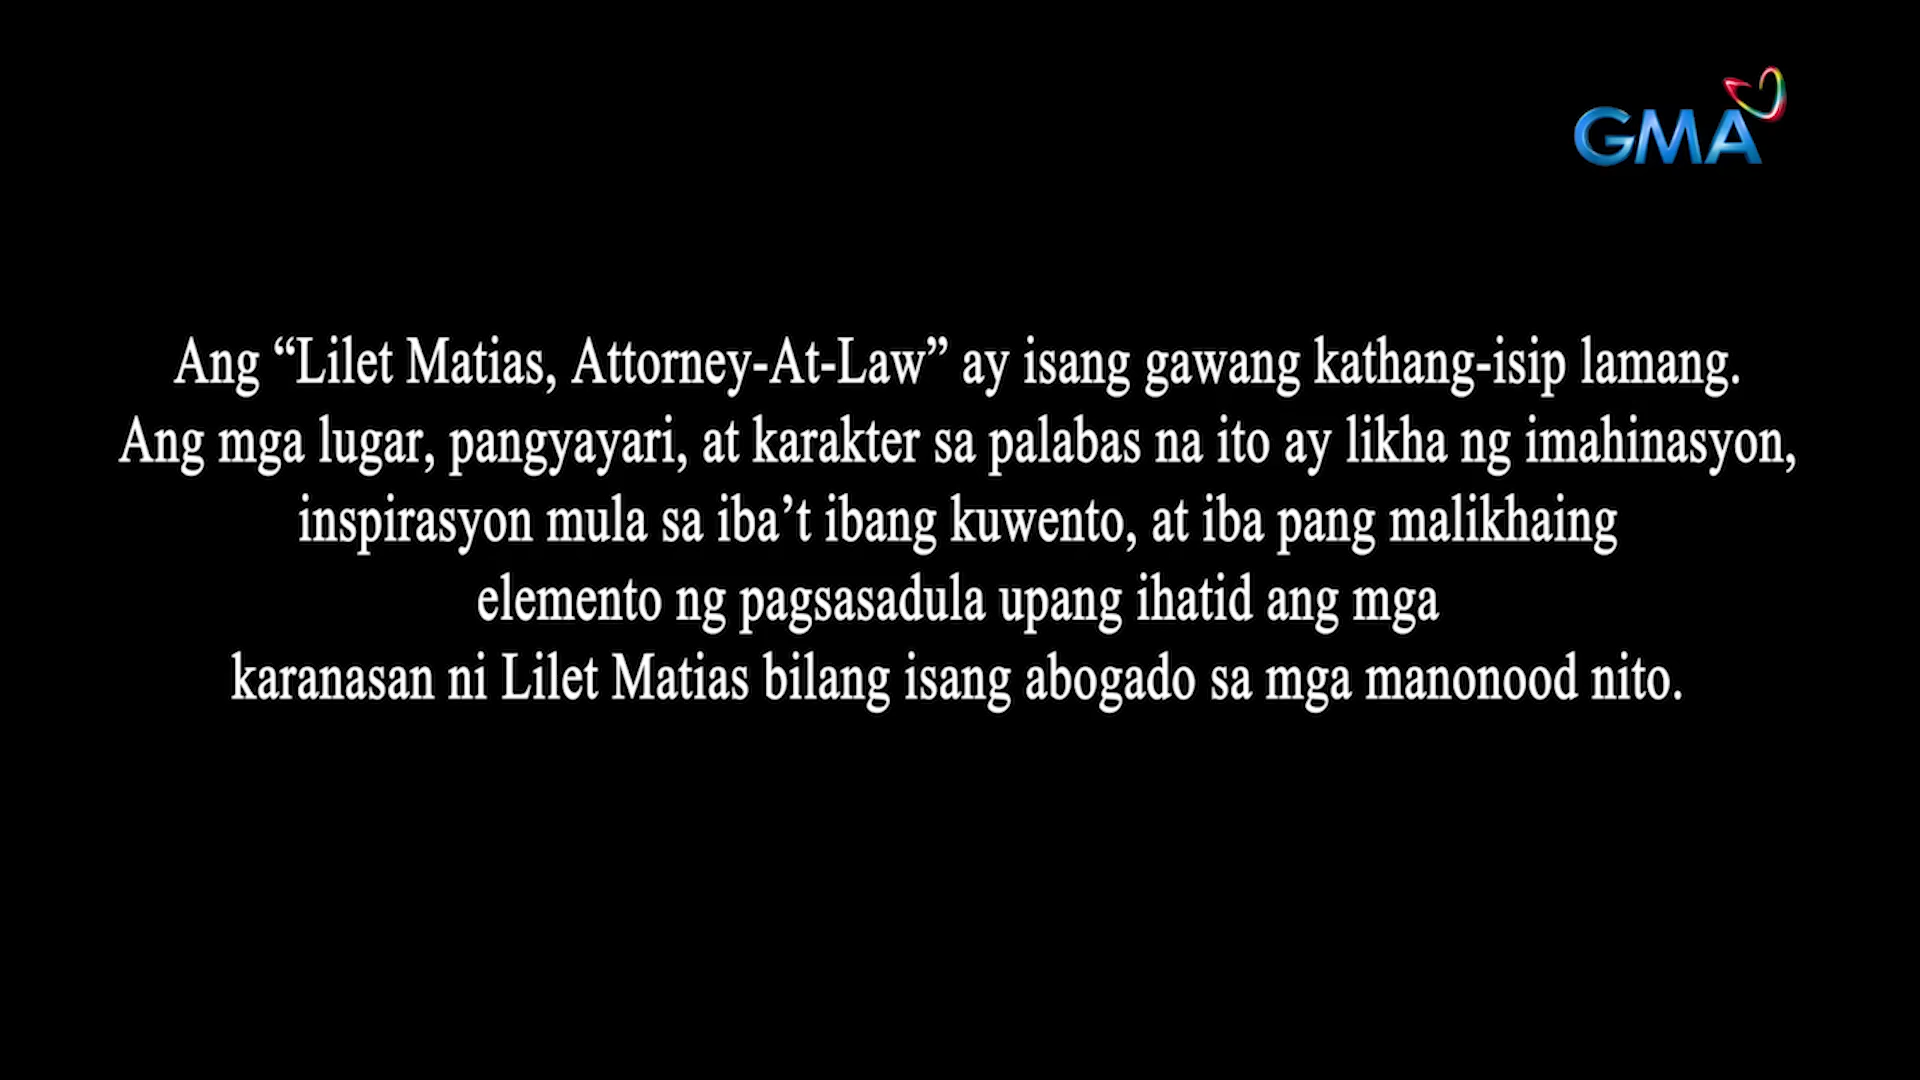 GMA
Ang “Lilet Matias, Attorney-At-Law” ay isang gawang kathang-isip lamang.
Ang mga lugar, pangyayari, at karakter sa palabas na ito ay likha ng imahinasyon,
inspirasyon mula sa iba’t ibang kuwento, at iba pang malikhaing
elemento ng pagsasadula upang ihatid ang mga
karanasan ni Lilet Matias bilang isang abogado sa mga manonood nito.